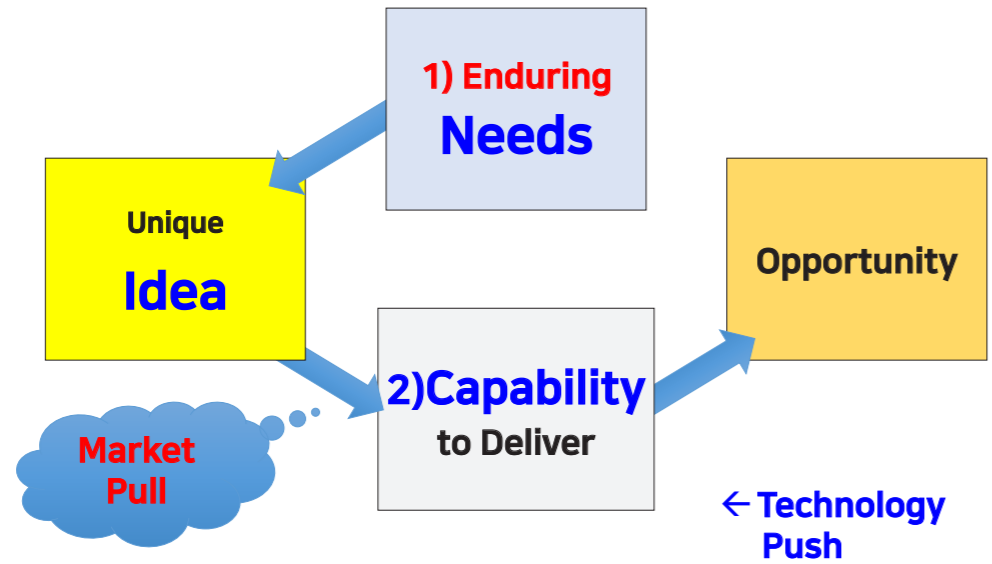 1) Enduring
Needs
Unique
Idea
Opportunity
2)Capability
to Deliver
Market
Pull
← Technology
Push